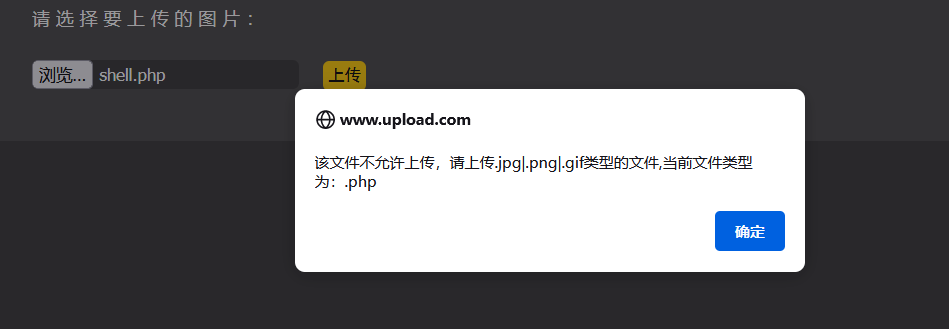 请选择要上传的图片：
浏览... shell.php 上传
www.upload.com
该文件不允许上传，请上传.jpg|.png|.gif类型的文件,当前文件类型
为：.php
确定